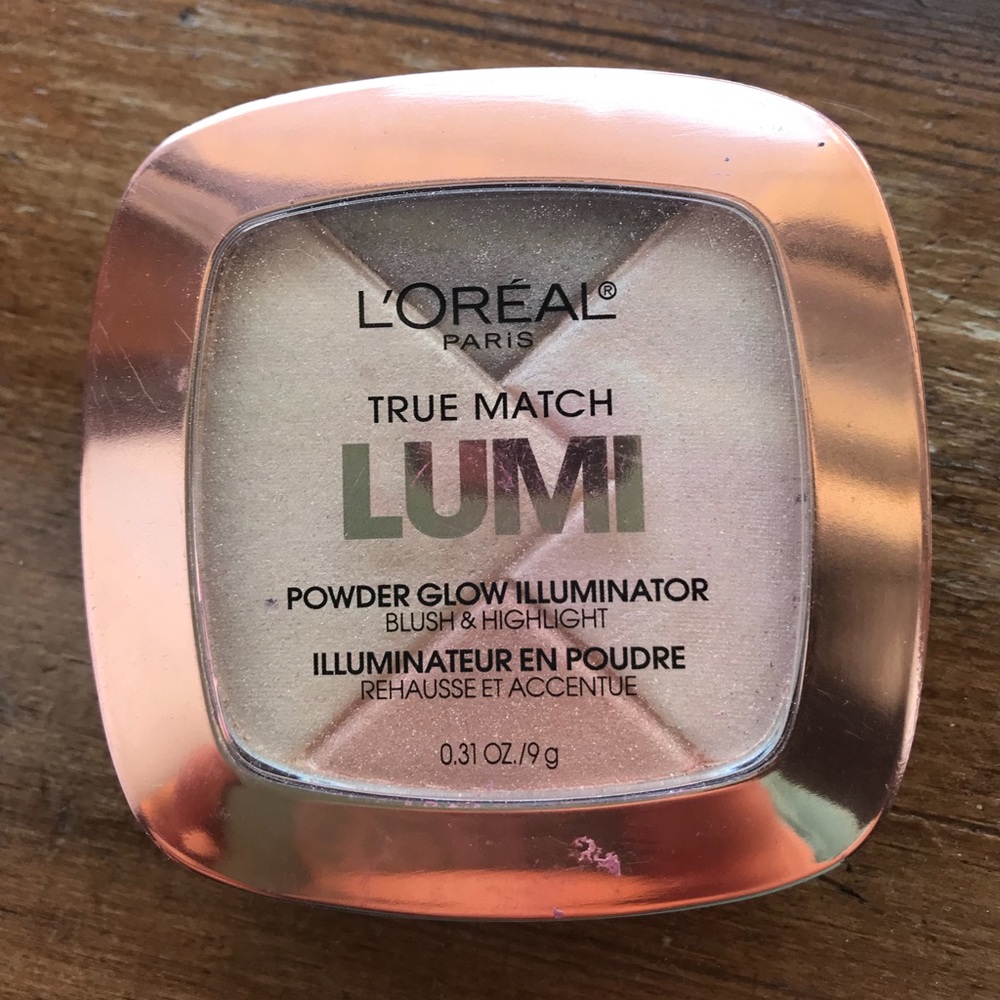 L'ORÉAL®
PARiS
TRUE MATCH
LUMI
POWDER GLOW ILLUMINATOR
BLUSH & HIGHLIGHT
ILLUMINATEUR EN POUDRE
REHAUSSE ET ACCENTUE
0.31 OZ./9 g